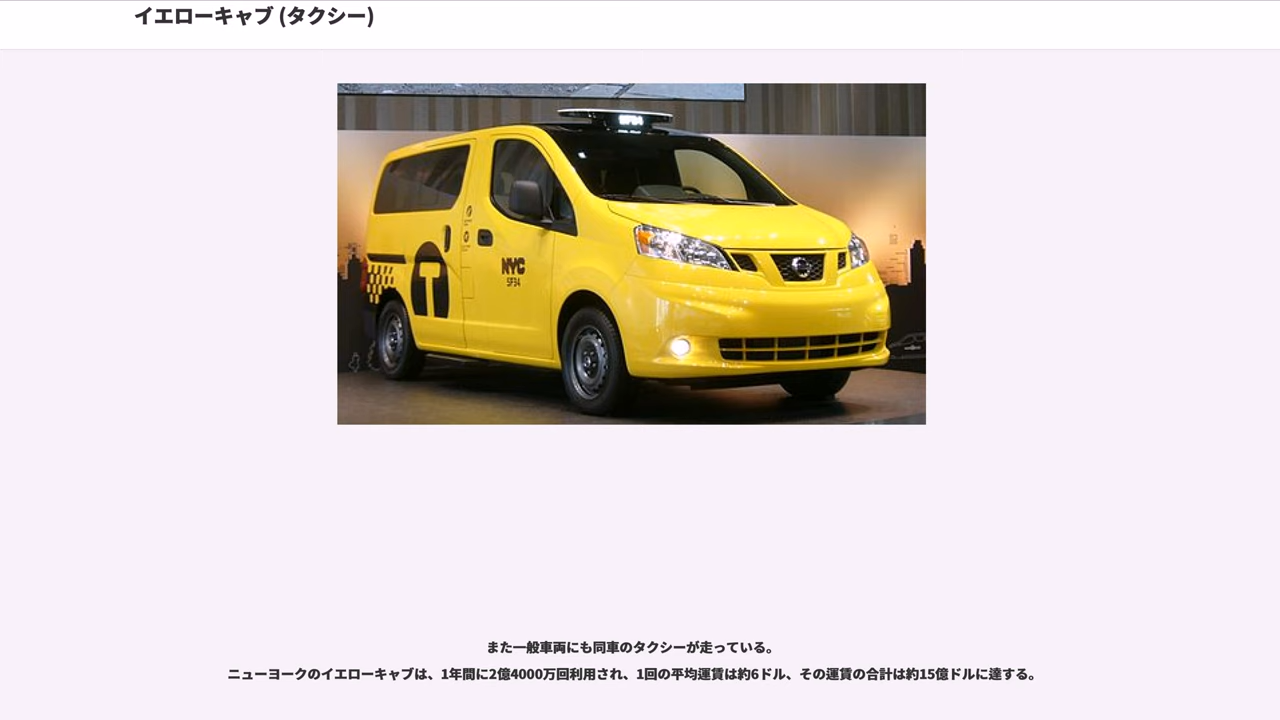 イエローキャブ (タクシー)
5F34
T
NYC
5F34
また一般車両にも同車のタクシーが走っている。
ニューヨークのイエローキャブは、1年間に2億4000万回利用され、1回の平均運賃は約6ドル、その運賃の合計は約15億ドルに達する。